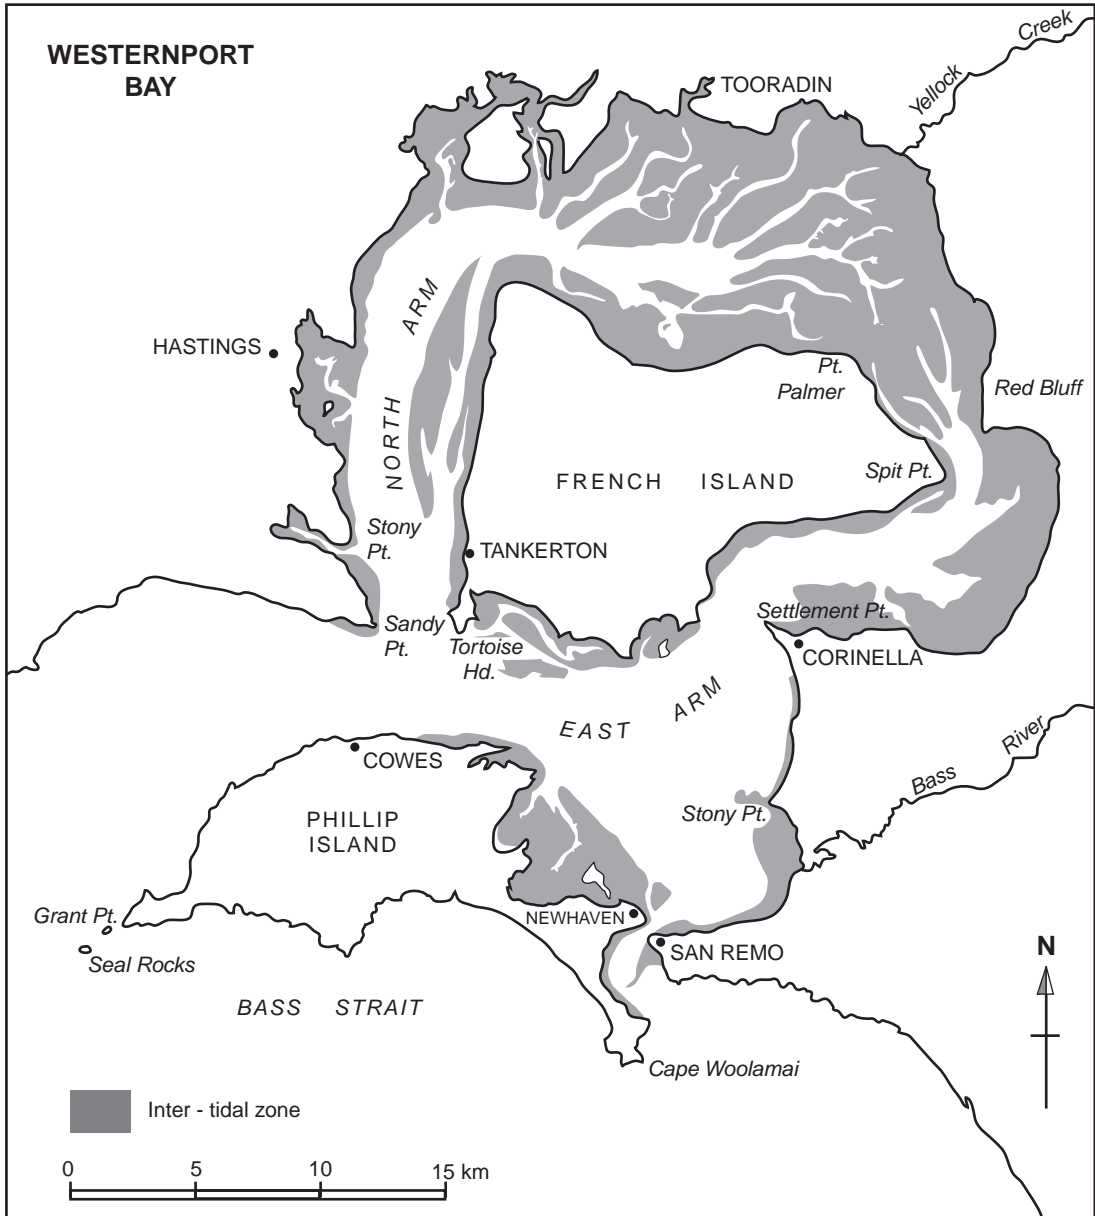 WESTERNPORT
BAY
Creek
Yellock
TOORADIN
ARM
HASTINGS
Pt.
Palmer
Red Bluff
NORTH
Spit Pt.
FRENCH ISLAND
Stony
Pt.
TANKERTON
Settlement Pt.
Sandy
Pt.
Tortoise
Hd.
CORINELLA
ARM
EAST
River
Bass
COWES
Stony Pt.
PHILLIP
ISLAND
Grant Pt.
NEWHAVEN
SAN REMO
Seal Rocks
N
BASS STRAIT
Cape Woolamai
Inter - tidal zone
0 5 10 15 km